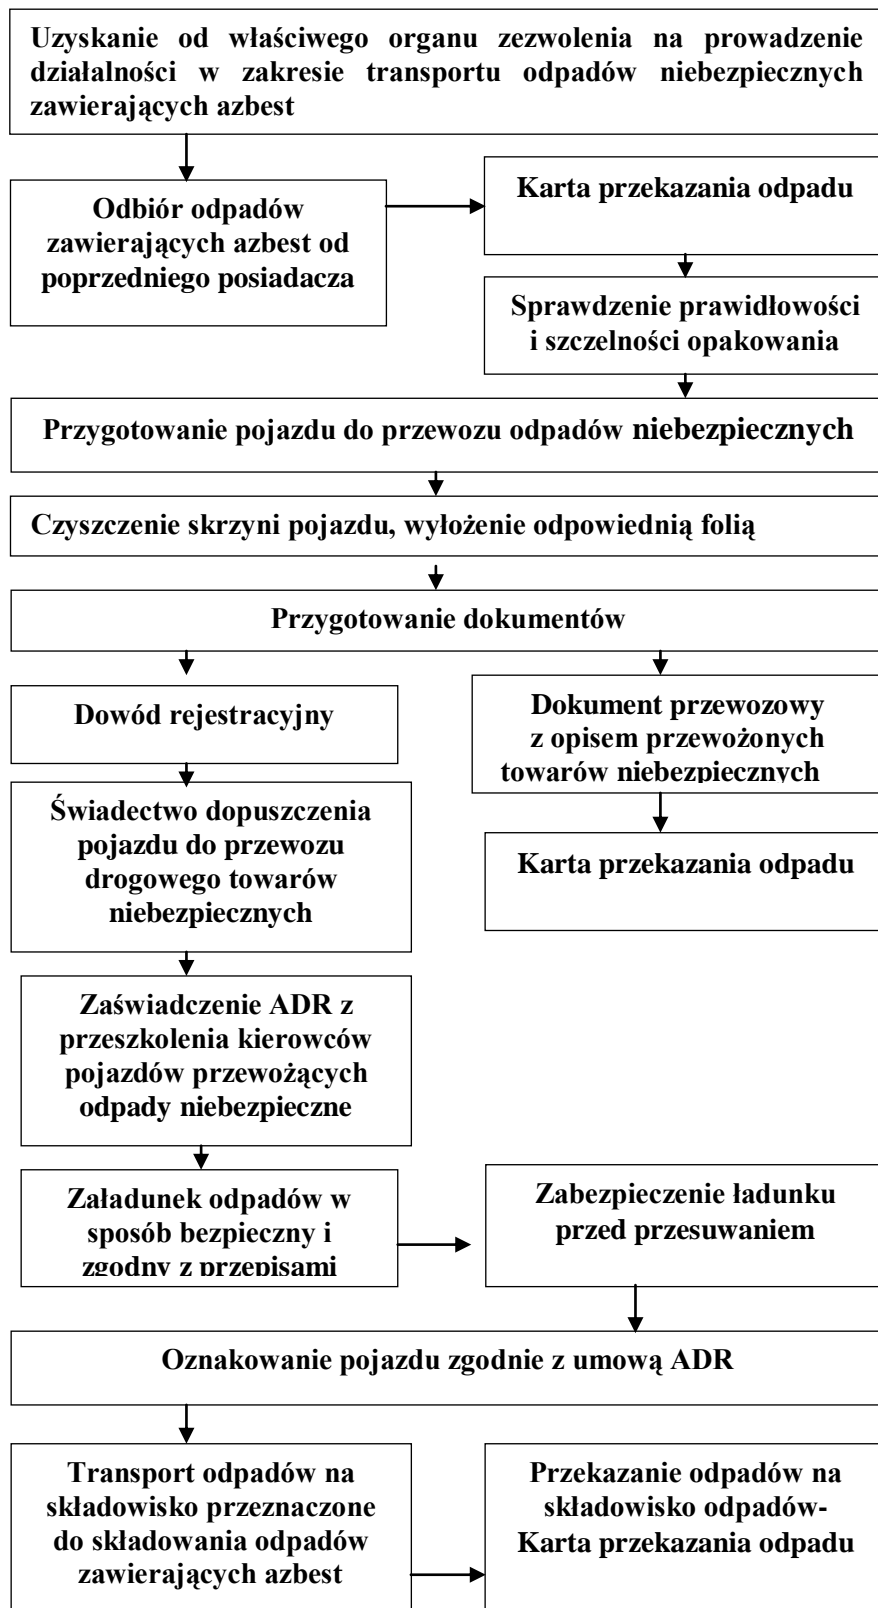 Uzyskanie od właściwego organu zezwolenia na prowadzenie
działalności w zakresie transportu odpadów niebezpiecznych
zawierających azbest
Odbiór odpadów
zawierających azbest od
poprzedniego posiadacza
Karta przekazania odpadu
Sprawdzenie prawidłowości
i szczelności opakowania
Przygotowanie pojazdu do przewozu odpadów niebezpiecznych
Czyszczenie skrzyni pojazdu, wyłożenie odpowiednią folią
Przygotowanie dokumentów
Dowód rejestracyjny
Świadectwo dopuszczenia
pojazdu do przewozu
drogowego towarów
niebezpiecznych
Zaświadczenie ADR z
przeszkolenia kierowców
pojazdów przewożących
odpady niebezpieczne
Dokument przewozowy
z opisem przewożonych
towarów niebezpiecznych
Karta przekazania odpadu
Załadunek odpadów w
sposób bezpieczny i
zgodny z przepisami
Zabezpieczenie ładunku
przed przesuwaniem
Oznakowanie pojazdu zgodnie z umową ADR
Transport odpadów na
składowisko przeznaczone
do składowania odpadów
zawierających azbest
Przekazanie odpadów na
składowisko odpadów-
Karta przekazania odpadu